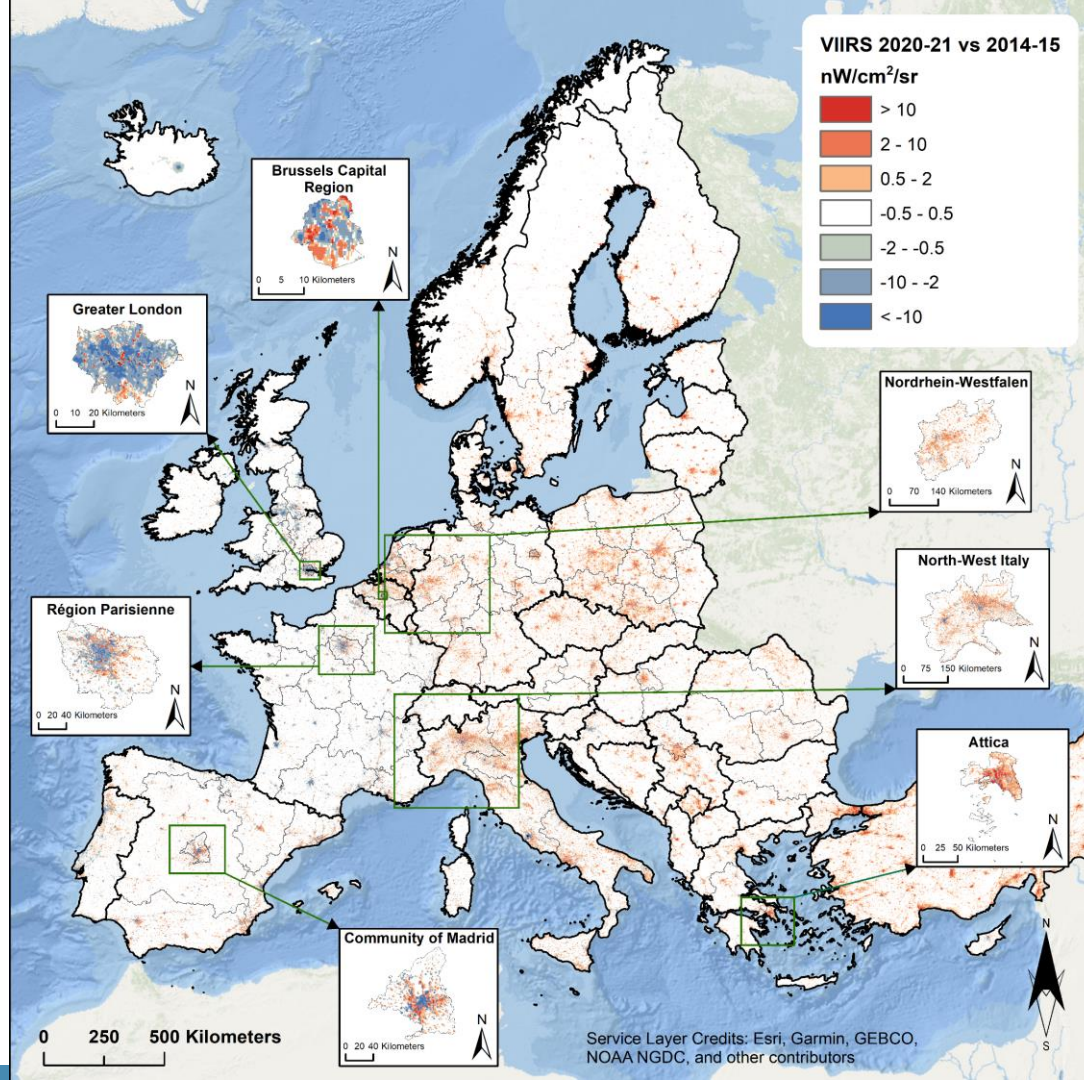 VIIRS 2020-21 vs 2014-15
nW/cm²/sr
> 10
2 - 10
0.5 - 2
-0.5 - 0.5
-2 - -0.5
-10 - -2
< -10
Brussels Capital
Region
N
0 5 10 Kilometers
Greater London
N
0 10 20 Kilometers
Nordrhein-Westfalen
N
0 70 140 Kilometers
North-West Italy
N
0 75 150 Kilometers
Région Parisienne
N
0 20 40 Kilometers
Attica
N
0 25 50 Kilometers
Community of Madrid
N
0 20 40 Kilometers
N
S
0 250 500 Kilometers
Service Layer Credits: Esri, Garmin, GEBCO,
NOAA NGDC, and other contributors